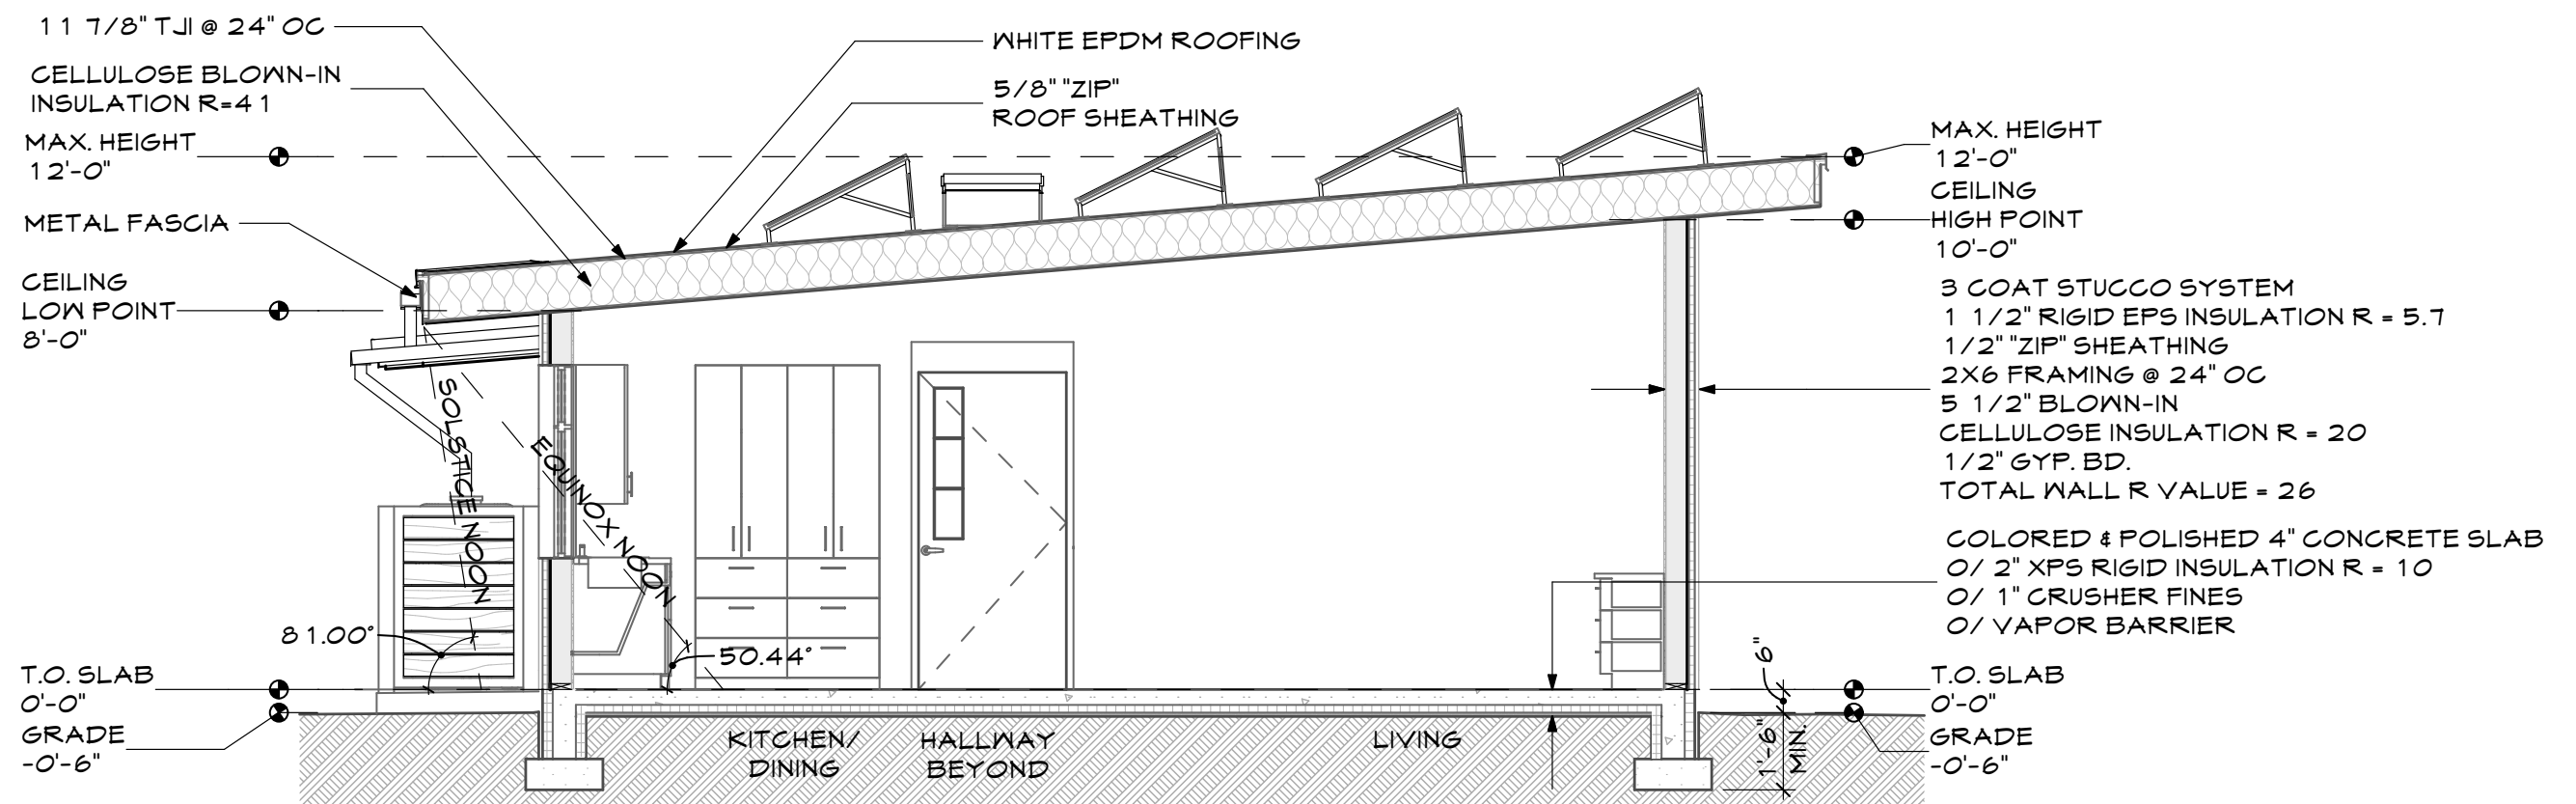 11 7/8" TJI @ 24" OC
CELLULOSE BLOWN-IN
INSULATION R=41
MAX. HEIGHT
12'-0"
METAL FASCIA
CEILING
LOW POINT
8'-0"
T.O. SLAB
0'-0"
GRADE
-0'-6"
WHITE EPDM ROOFING
5/8" "ZIP"
ROOF SHEATHING
SOLSTICE NOON
EQUINOX NOON
81.00°
50.44°
KITCHEN/
DINING
HALLWAY
BEYOND
LIVING
MAX. HEIGHT
12'-0"
CEILING
HIGH POINT
10'-0"
3 COAT STUCCO SYSTEM
1 1/2" RIGID EPS INSULATION R = 5.7
1/2" "ZIP" SHEATHING
2X6 FRAMING @ 24" OC
5 1/2" BLOWN-IN
CELLULOSE INSULATION R = 20
1/2" GYP. BD.
TOTAL WALL R VALUE = 26
COLORED & POLISHED 4" CONCRETE SLAB
O/ 2" XPS RIGID INSULATION R = 10
O/ 1" CRUSHER FINES
O/ VAPOR BARRIER
6"
1'-6"
MIN.
T.O. SLAB
0'-0"
GRADE
-0'-6"